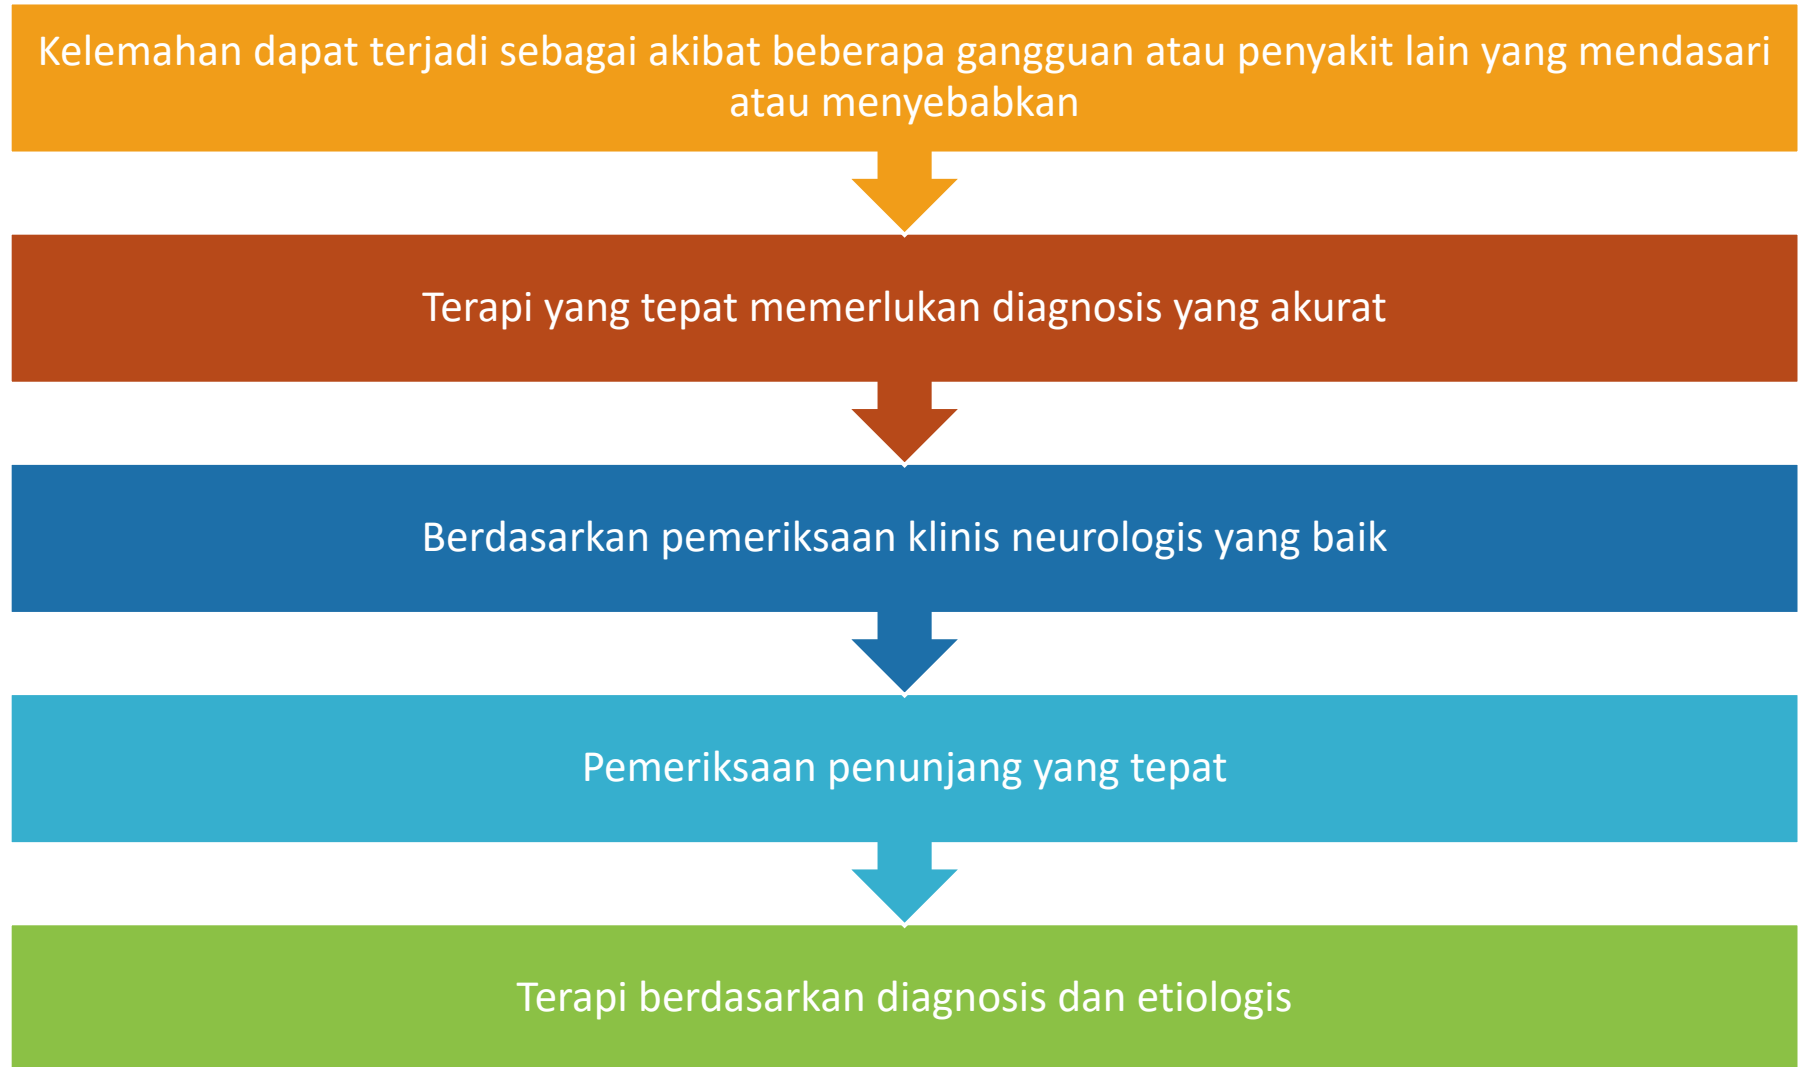 Kelemahan dapat terjadi sebagai akibat beberapa gangguan atau penyakit lain yang mendasari
atau menyebabkan
Terapi yang tepat memerlukan diagnosis yang akurat
Berdasarkan pemeriksaan klinis neurologis yang baik
Pemeriksaan penunjang yang tepat
Terapi berdasarkan diagnosis dan etiologis